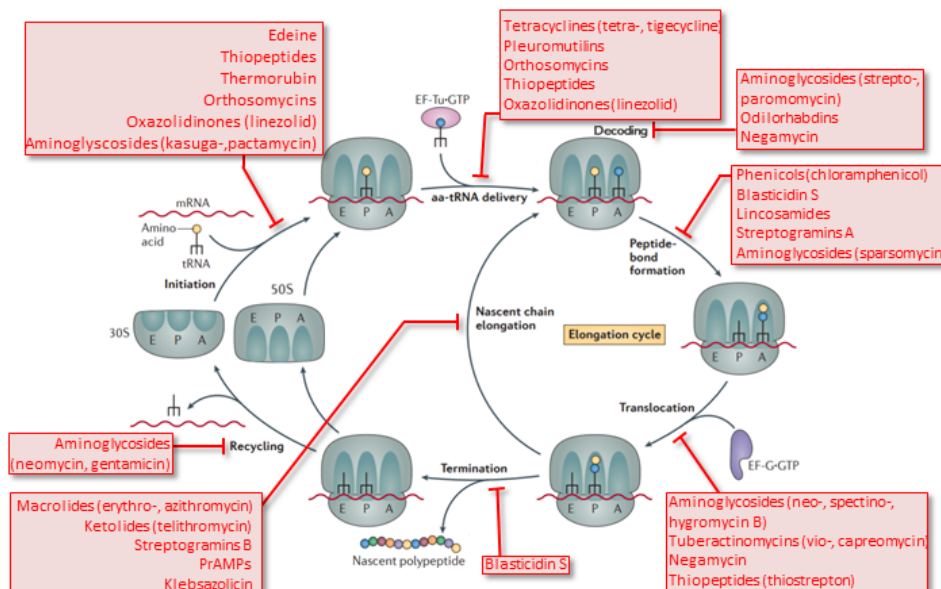 Edeine
Thiopeptides
Thermorubin
Orthosomycins
Oxazolidinones (linezolid)
Aminoglyscosides (kasuga-,pactamycin)
Tetracyclines (tetra-, tigecycline)
Pleuromutilins
Orthosomycins
Thiopeptides
Oxazolidinones (linezolid)
Aminoglycosides (strepto-,
paromomycin)
Odilorhabdins
Negamycin
EF-Tu•GTP
Decoding
E P A
aa-tRNA delivery
E P A
Phenicols (chloramphenicol)
Blasticidin S
Lincosamides
Streptogramins A
Aminoglycosides (sparsomycin
mRNA
Amino
acid
tRNA
Initiation
Peptide-
bond
formation
50S
E P A
30S
E P A
Nascent chain
elongation
Elongation cycle
E P A
Translocation
EF-G•GTP
Aminoglycosides
(neomycin, gentamicin)
Recycling
E P A
Termination
E P A
Nascent polypeptide
Blasticidin S
Macrolides (erythro-, azithromycin)
Ketolides (telithromycin)
Streptogramins B
PrAMPs
Klebsazolicin
Aminoglycosides (neo-, spectino-,
hygromycin B)
Tuberactinomycins (vio-, capreomycin)
Negamycin
Thiopeptides (thiostrepton)